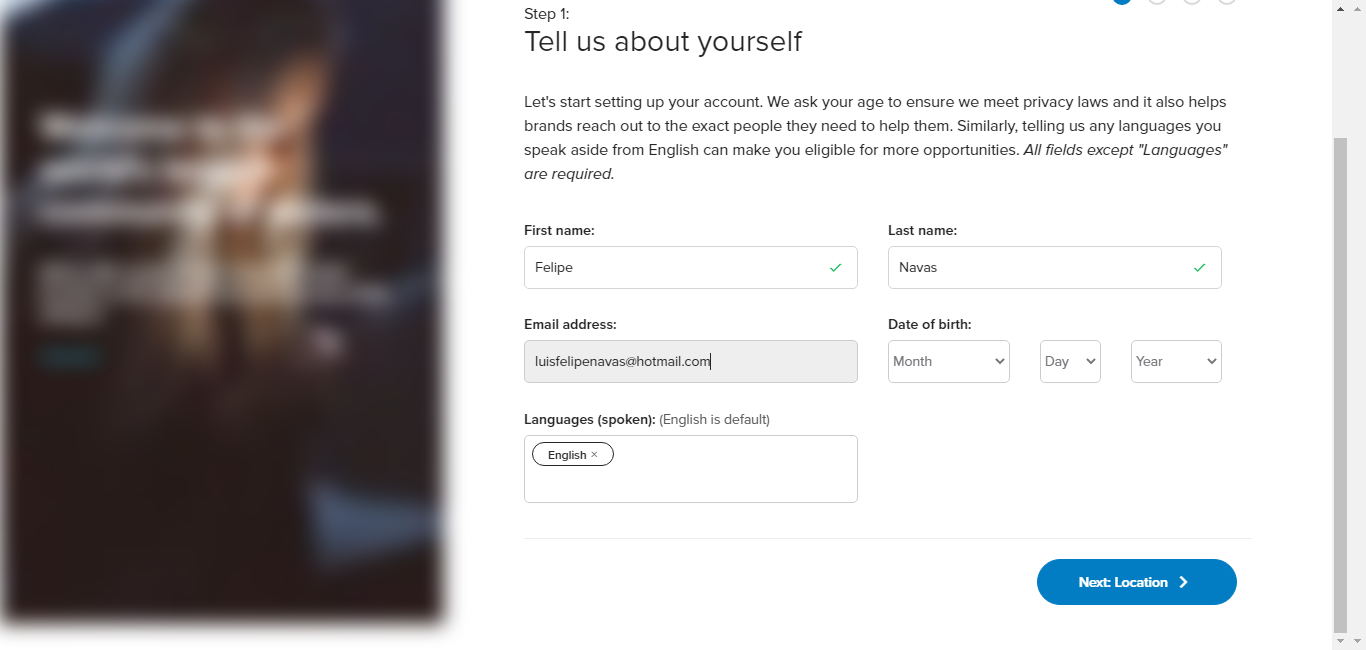 Step 1:
Tell us about yourself
Let's start setting up your account. We ask your age to ensure we meet privacy laws and it also helps
brands reach out to the exact people they need to help them. Similarly, telling us any languages you
speak aside from English can make you eligible for more opportunities. All fields except "Languages"
are required.
First name:
Last name:
Felipe
Navas
Email address:
Date of birth:
luisfelipenavas@hotmail.com
Month
Day
Year
Languages (spoken): (English is default)
English ×
Next: Location